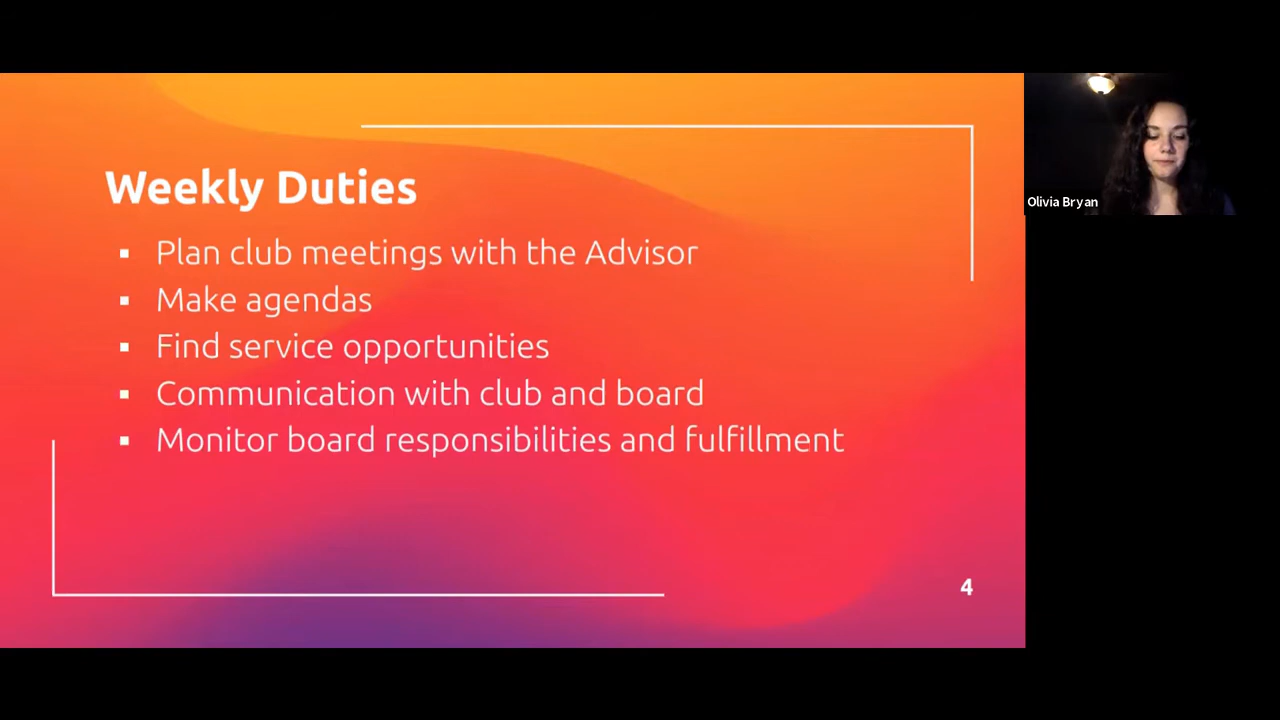 Weekly Duties
▪ Plan club meetings with the Advisor
▪ Make agendas
▪ Find service opportunities
▪ Communication with club and board
▪ Monitor board responsibilities and fulfillment
4
Olivia Bryan